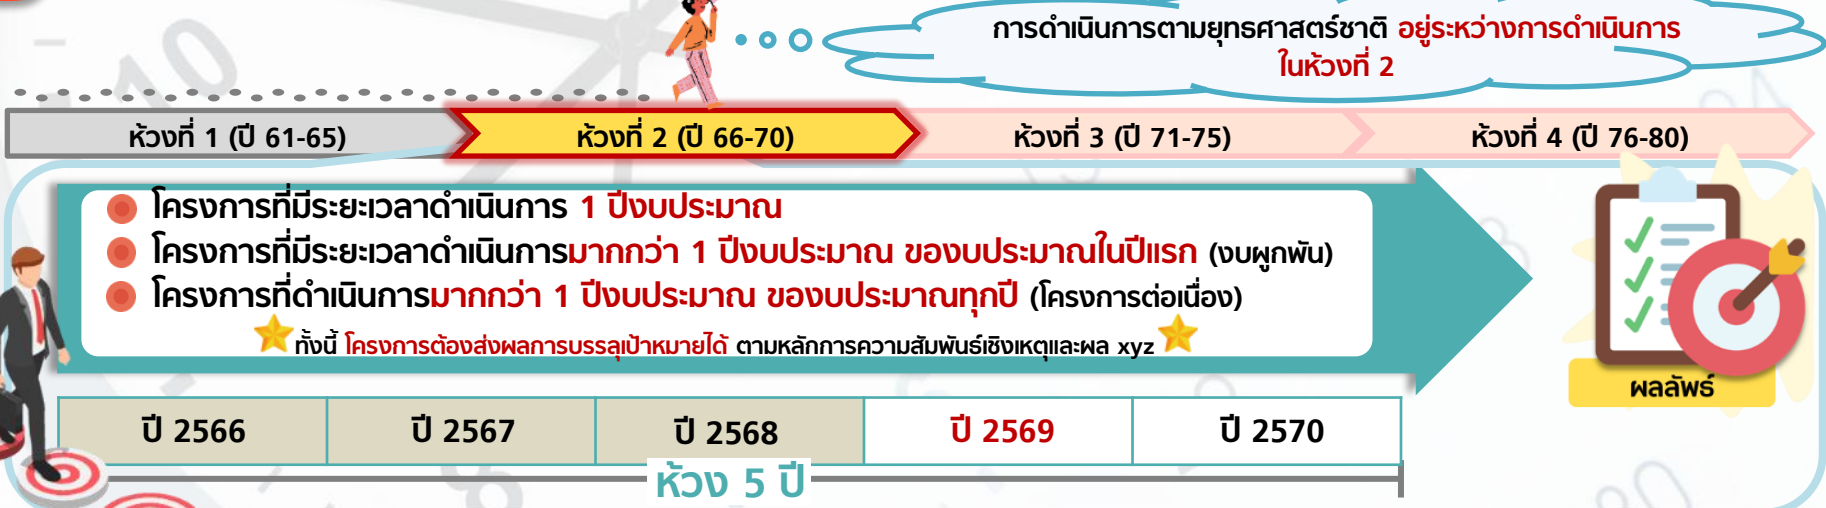 การดำเนินการตามยุทธศาสตร์ชาติ อยู่ระหว่างการดำเนินการ
ในห้วงที่ 2
ห้วงที่ 1 (ปี 61-65)
ห้วงที่ 2 (ปี 66-70)
ห้วงที่ 3 (ปี 71-75)
ห้วงที่ 4 (ปี 76-80)
โครงการที่มีระยะเวลาดำเนินการ 1 ปีงบประมาณ
โครงการที่มีระยะเวลาดำเนินการมากกว่า 1 ปีงบประมาณ ของบประมาณในปีแรก (งบผูกพัน)
โครงการที่ดำเนินการมากกว่า 1 ปีงบประมาณ ของบประมาณทุกปี (โครงการต่อเนื่อง)
ทั้งนี้ โครงการต้องส่งผลการบรรลุเป้าหมายได้ ตามหลักการความสัมพันธ์เชิงเหตุและผล xyz
ผลลัพธ์
ปี 2566
ปี 2567
ปี 2568
ปี 2569
ปี 2570
ห้วง 5 ปี